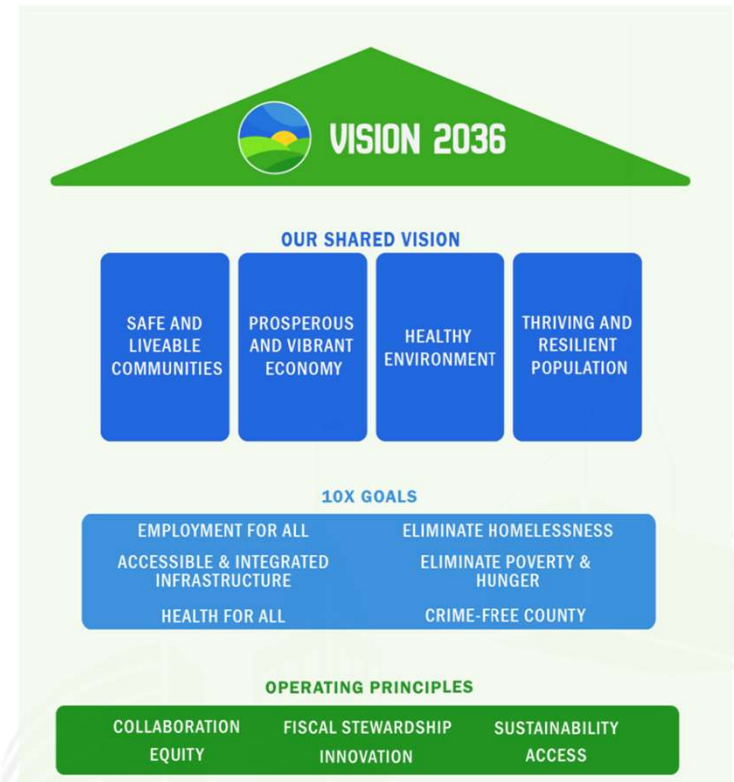 VISION 2036
OUR SHARED VISION
SAFE AND
LIVEABLE
COMMUNITIES
PROSPEROUS
AND VIBRANT
ECONOMY
HEALTHY
ENVIRONMENT
THRIVING AND
RESILIENT
POPULATION
10X GOALS
EMPLOYMENT FOR ALL
ACCESSIBLE & INTEGRATED
INFRASTRUCTURE
HEALTH FOR ALL
ELIMINATE HOMELESSNESS
ELIMINATE POVERTY &
HUNGER
CRIME-FREE COUNTY
OPERATING PRINCIPLES
COLLABORATION
EQUITY
FISCAL STEWARDSHIP
INNOVATION
SUSTAINABILITY
ACCESS